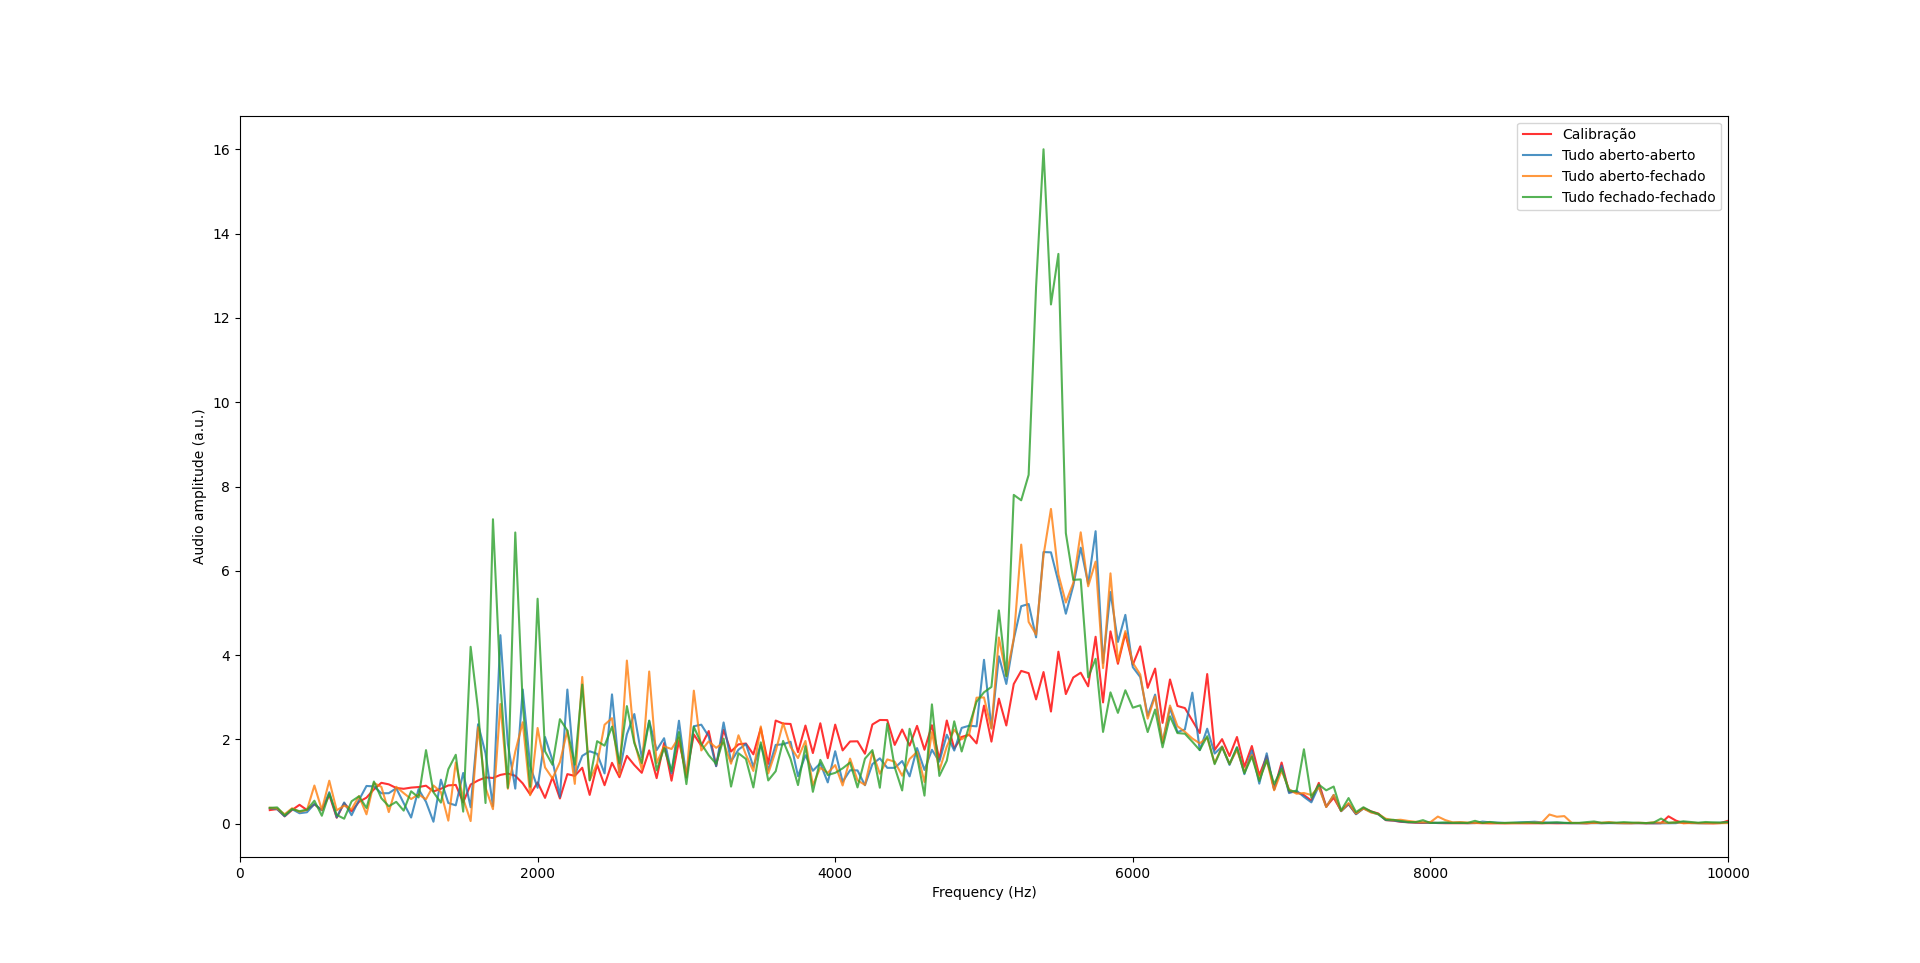 Calibração
Tudo aberto-aberto
Tudo aberto-fechado
Tudo fechado-fechado
16
14
12
10
8
6
4
2
0
Audio amplitude (a.u.)
0 2000 4000 6000 8000 10000
Frequency (Hz)